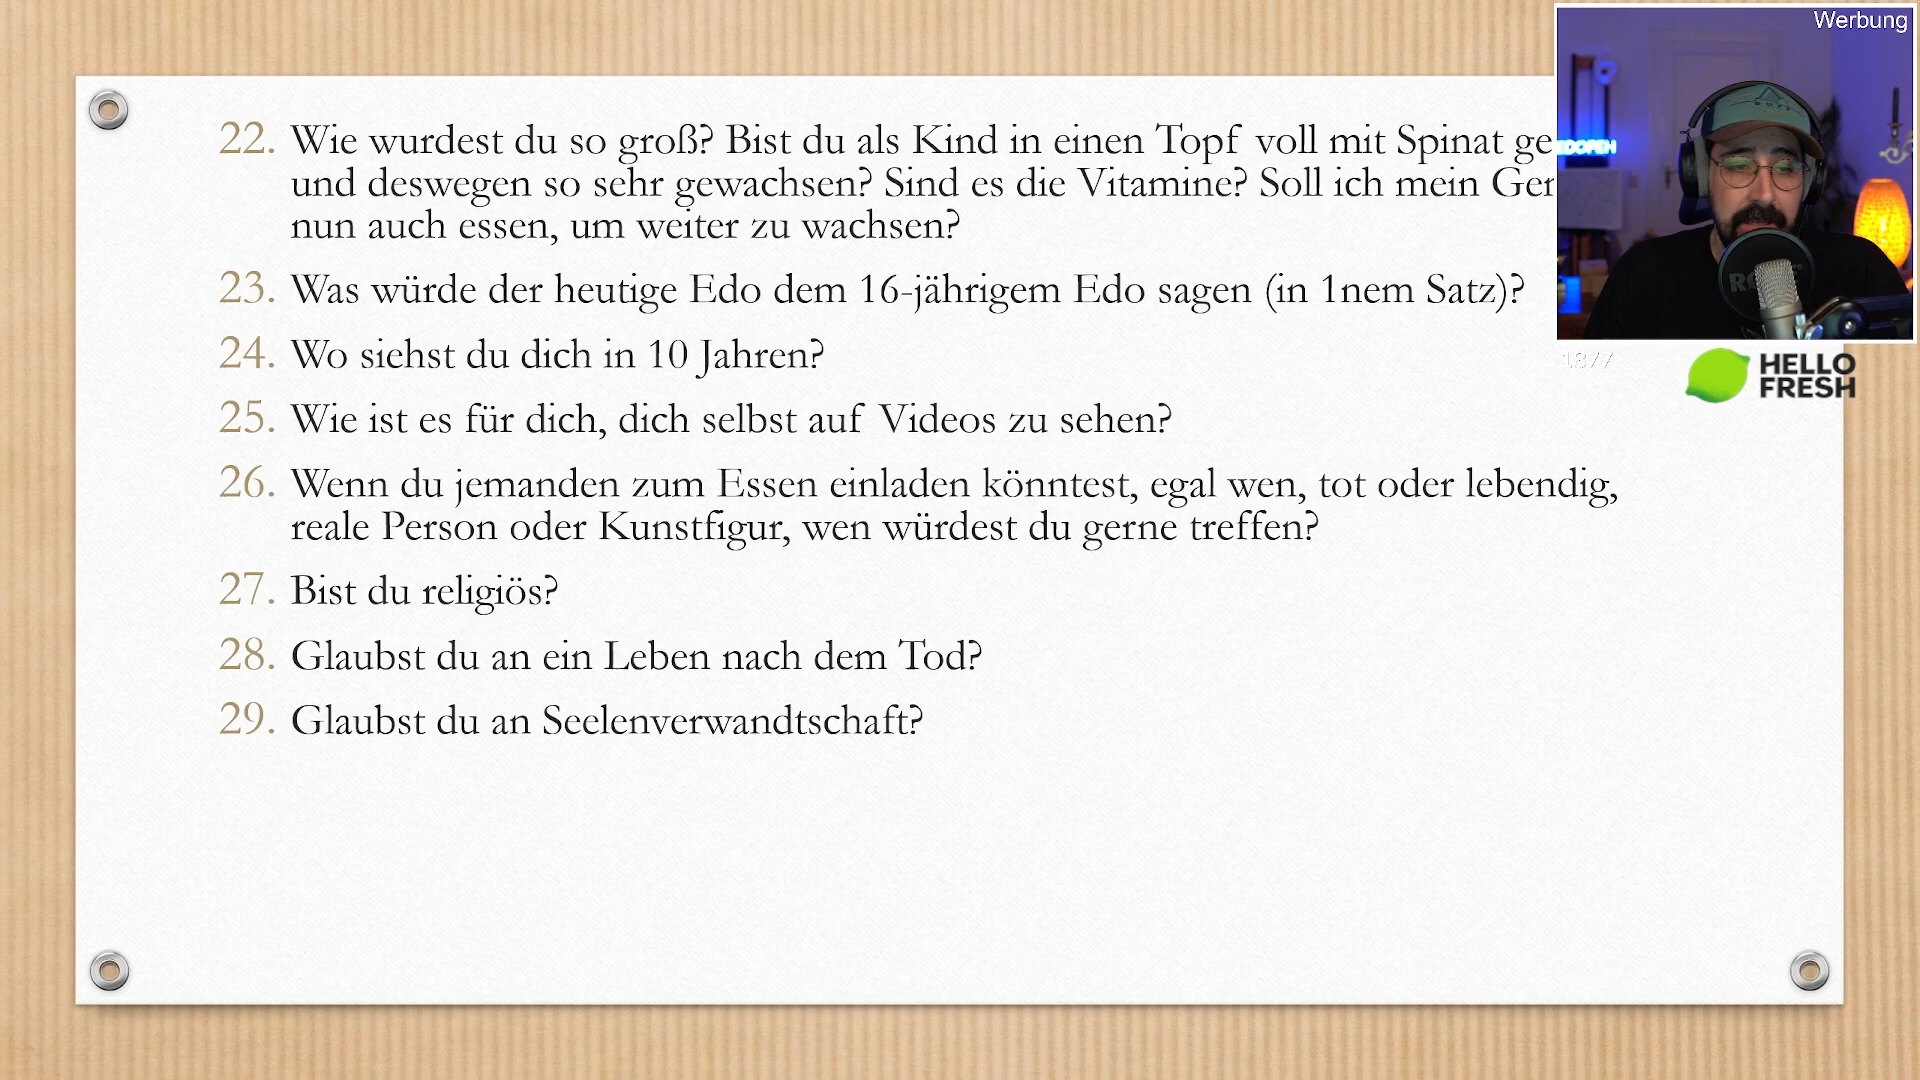 Werbung
22. Wie wurdest du so groß? Bist du als Kind in einen Topf voll mit Spinat
und deswegen so sehr gewachsen? Sind es die Vitamine? Soll ich mein
nun auch essen, um weiter zu wachsen?
23. Was würde der heutige Edo dem 16-jährigem Edo sagen (in 1nem Satz)?
24. Wo siehst du dich in 10 Jahren?
25. Wie ist es für dich, dich selbst auf Videos zu sehen?
26. Wenn du jemanden zum Essen einladen könntest, egal wen, tot oder lebendig,
reale Person oder Kunstfigur, wen würdest du gerne treffen?
27. Bist du religiös?
28. Glaubst du an ein Leben nach dem Tod?
29. Glaubst du an Seelenverwandtschaft?
1877
HELLO
FRESH